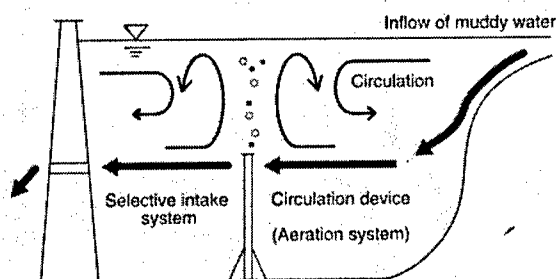 Inflow of muddy water
Circulation
Selective intake
system
Circulation device
(Aeration system)